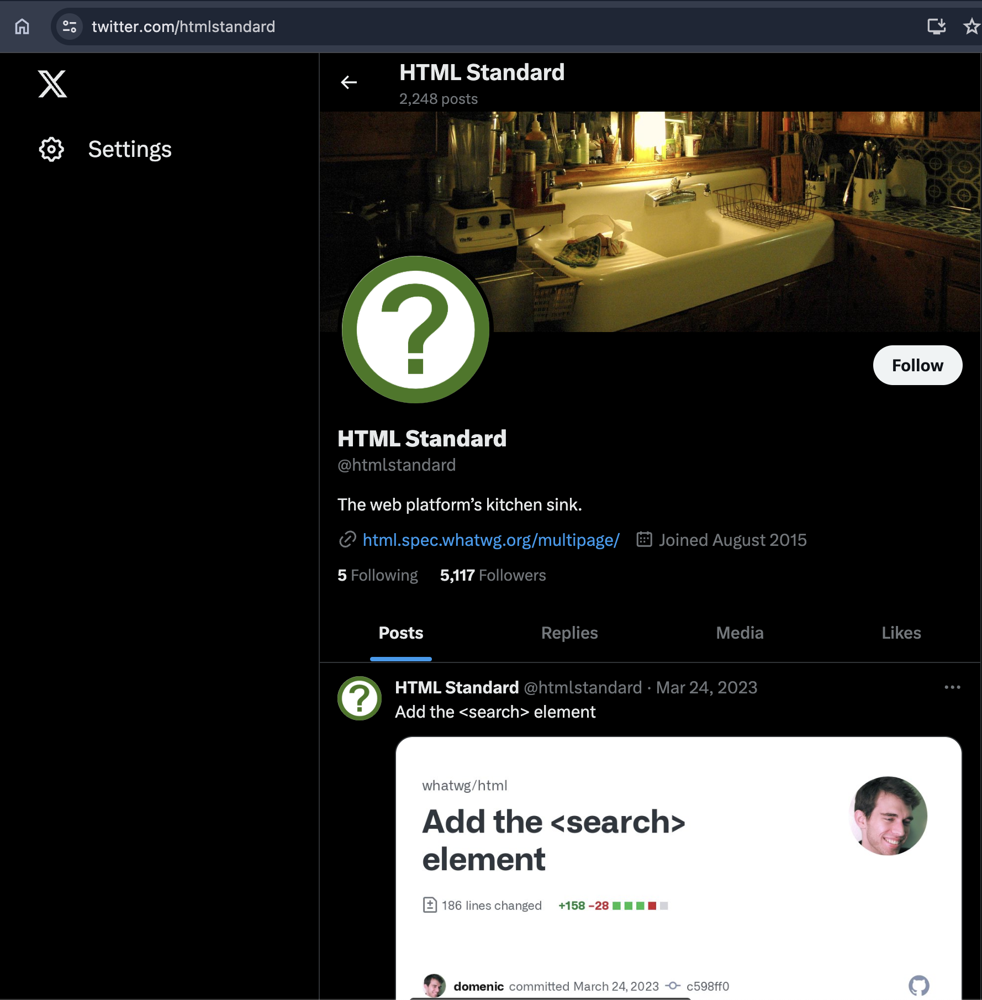 twitter.com/htmlstandard
Settings
HTML Standard
2,248 posts
Follow
HTML Standard
@htmlstandard
The web platform’s kitchen sink.
html.spec.whatwg.org/multipage/ Joined August 2015
5 Following 5,117 Followers
Posts Replies Media Likes
HTML Standard @htmlstandard · Mar 24, 2023
Add the <search> element
whatwg/html
Add the <search>
element
186 lines changed +158 −28
domenic committed March 24, 2023 c598ff0